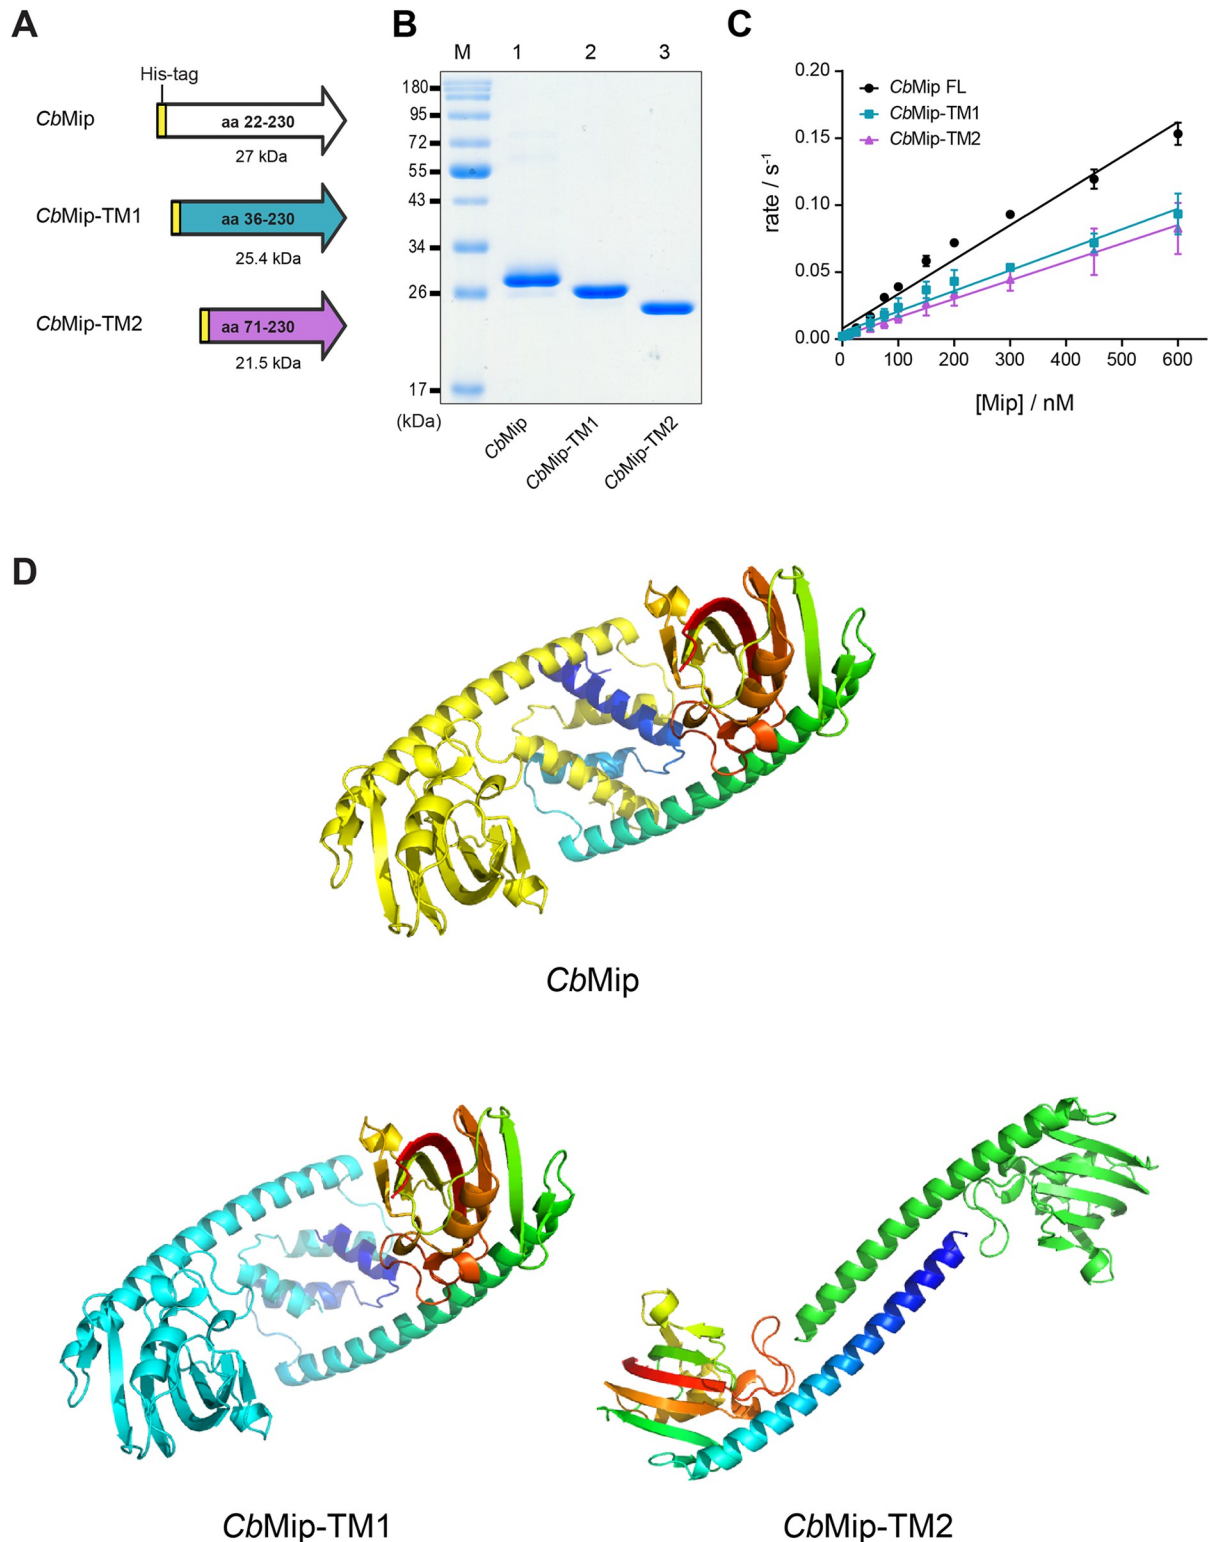 A
His-tag
CbMip
aa 22-230
27 kDa
CbMip-TM1
aa 36-230
25.4 kDa
CbMip-TM2
aa 71-230
21.5 kDa
B
M 1 2 3
180
95
72
55
43
34
26
17
(kDa)
CbMip
CbMip-TM1
CbMip-TM2
C
CbMip FL
CbMip-TM1
CbMip-TM2
rate / s-1
0.20
0.15
0.10
0.05
0.00
0 100 200 300 400 500 600
[Mip] / nM
D
CbMip
CbMip-TM1
CbMip-TM2